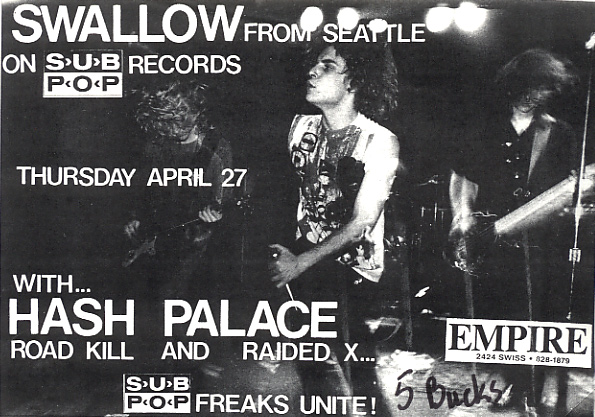 SWALLOW FROM SEATTLE
ON SUB POP RECORDS
THURSDAY APRIL 27
WITH...
HASH PALACE
ROAD KILL AND RAIDED X...
EMPIRE
2424 SWISS • 828-1879
SUB POP FREAKS UNITE!
5 Bucks